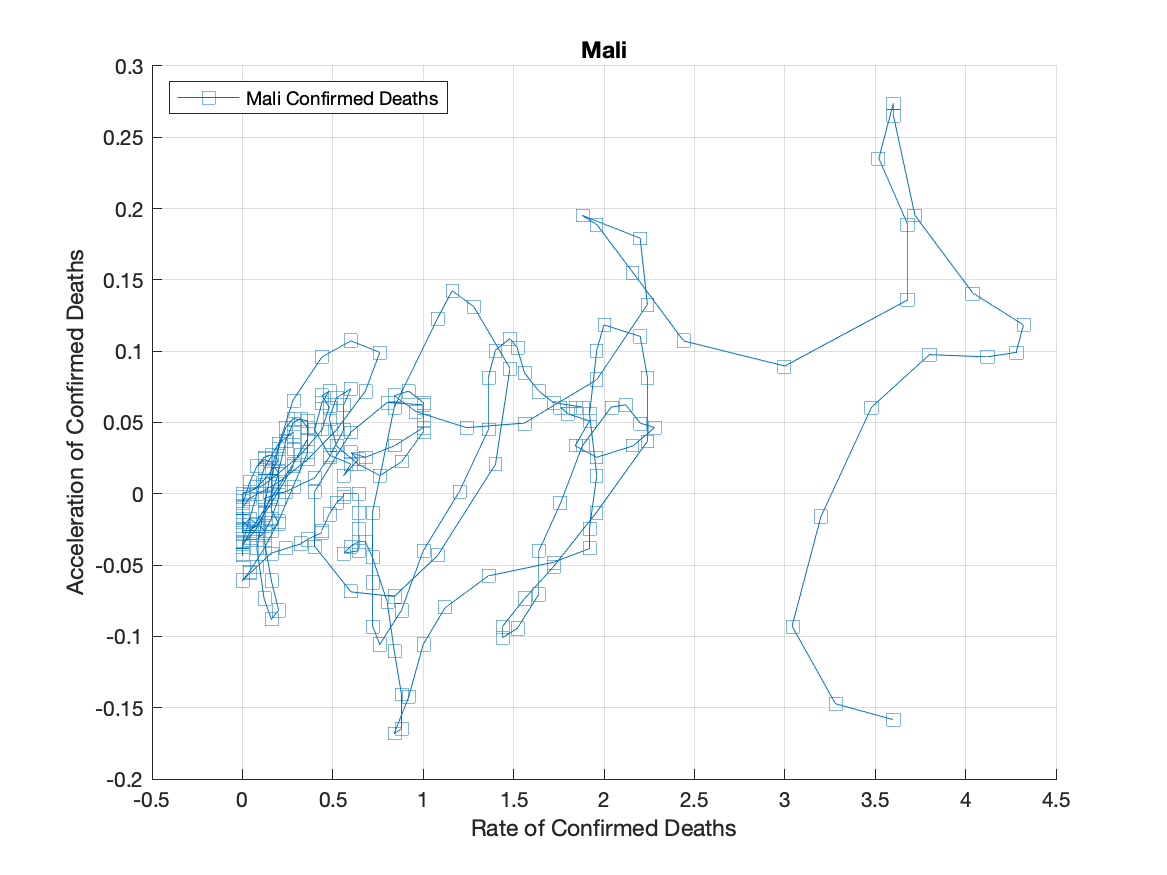 Mali
0.3
0.25
0.2
0.15
0.1
0.05
0
-0.05
-0.1
-0.15
-0.2
Mali Confirmed Deaths
Acceleration of Confirmed Deaths
-0.5 0 0.5 1 1.5 2 2.5 3 3.5 4 4.5
Rate of Confirmed Deaths